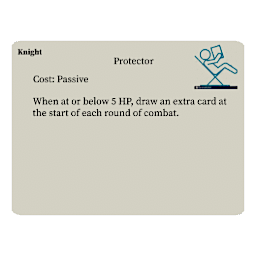 Knight
Protector
Cost: Passive
When at or below 5 HP, draw an extra card at
the start of each round of combat.